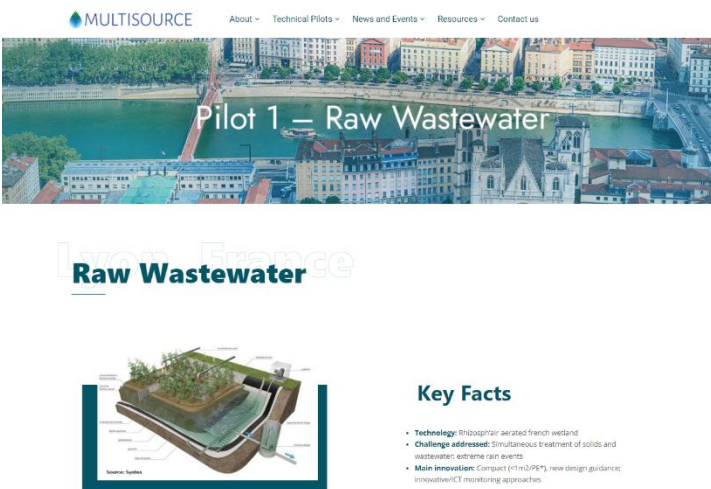 MULTISOURCE
About Technical Pilots News and Events Resources Contact us
Pilot 1 – Raw Wastewater
Lyon, France
Raw Wastewater
Source: Syntea
Key Facts
• Technology: Rhizosph'air aerated french wetland
• Challenge addressed: Simultaneous treatment of solids and
wastewater; extreme rain events
• Main innovation: Compact (<1m2/PE*), new design guidance;
innovative/ICT monitoring approaches